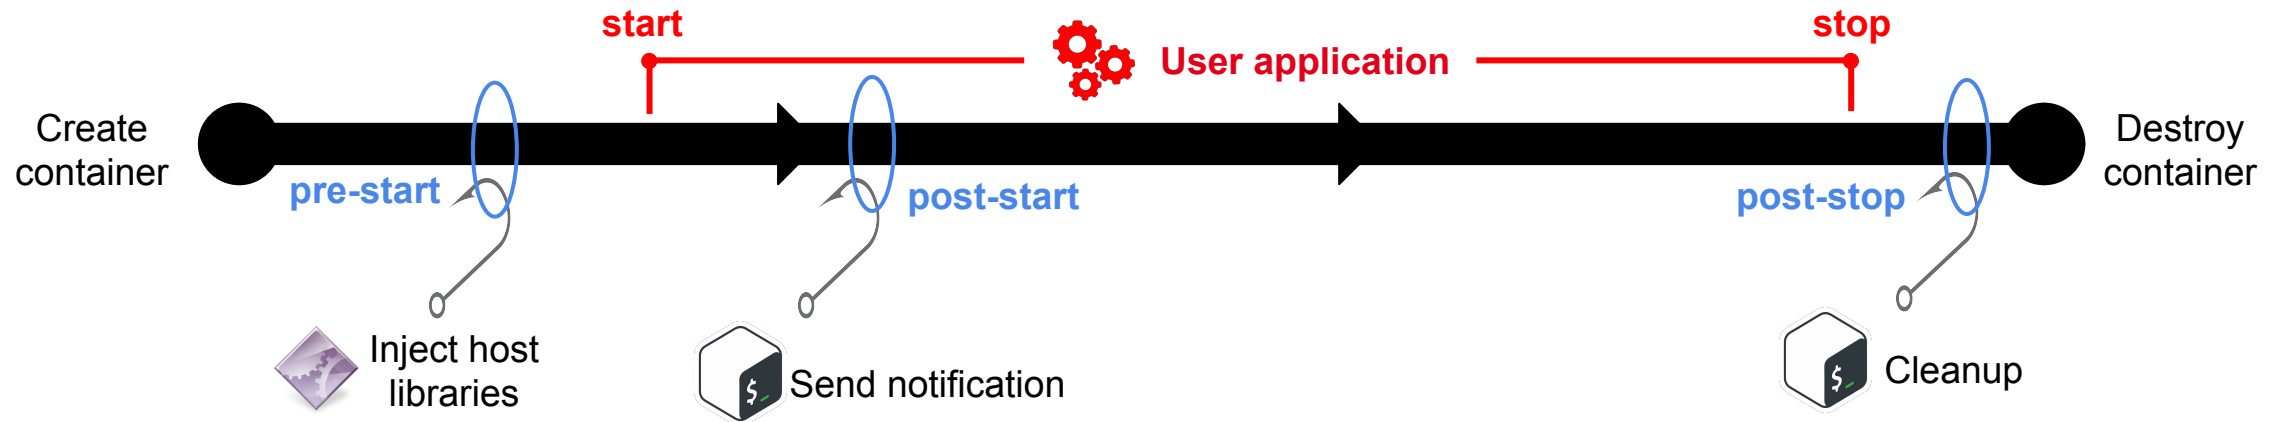 start
User application
stop
Create
container
pre-start
post-start
post-stop
Destroy
container
Inject host
libraries
$_
Send notification
$_
Cleanup